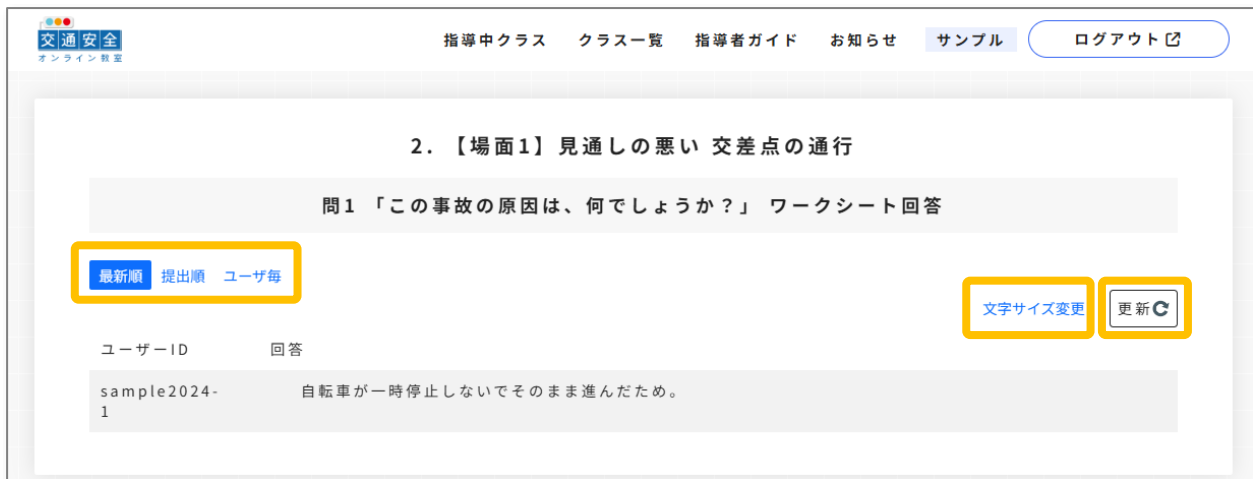 交通安全
オンライン教室
指導中クラス クラス一覧 指導者ガイド お知らせ サンプル ログアウト
2. 【場面1】見通しの悪い 交差点の通行
問1 「この事故の原因は、何でしょうか？」 ワークシート回答
最新順 提出順 ユーザ毎
文字サイズ変更 更新
ユーザーID 回答
sample2024- 自転車が一時停止しないでそのまま進んだため。
1